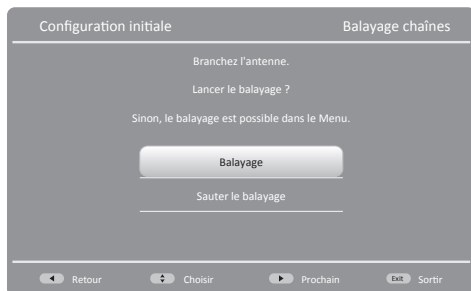 Configuration initiale
Balayage chaînes
Branchez l'antenne.
Lancer le balayage ?
Sinon, le balayage est possible dans le Menu.
Balayage
Sauter le balayage
Retour
Choisir
Prochain
Exit Sortir